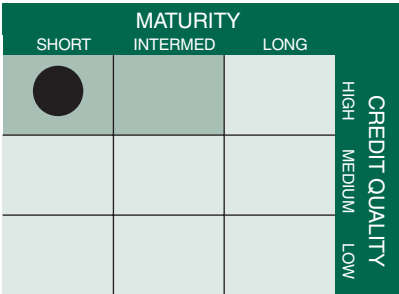 MATURITY
SHORT INTERMED LONG
HIGH
MEDIUM
LOW
CREDIT QUALITY